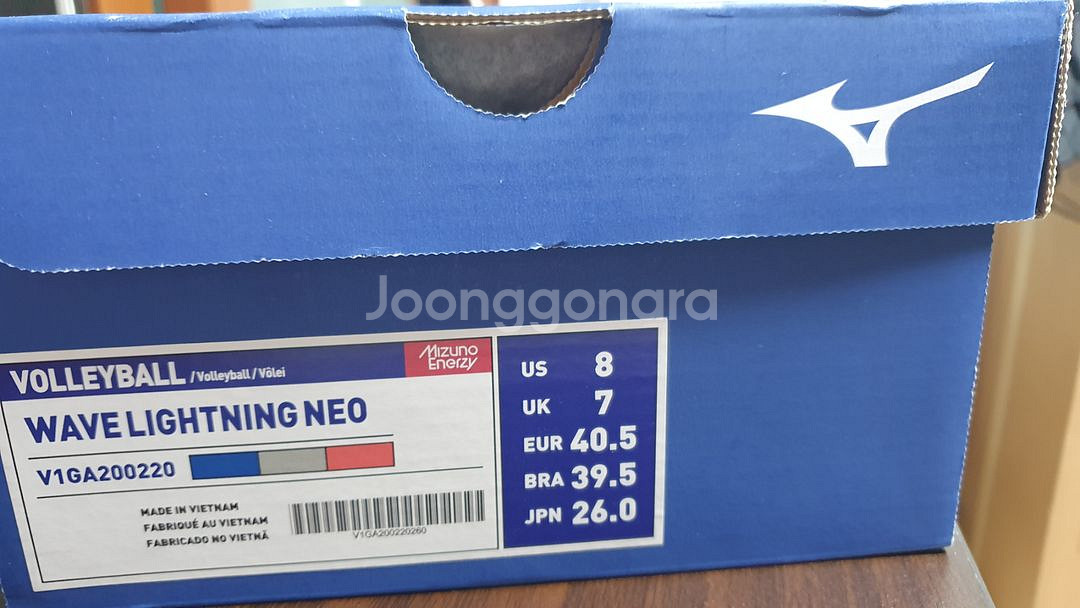 Joonggonara
VOLLEYBALL / Volleyball / Vôlei
Mizuno
Enerzy
WAVE LIGHTNING NEO
V1GA200220
MADE IN VIETNAM
FABRIQUÉ AU VIETNAM
FABRICADO NO VIETNÃ
V1GA200220260
US 8
UK 7
EUR 40.5
BRA 39.5
JPN 26.0